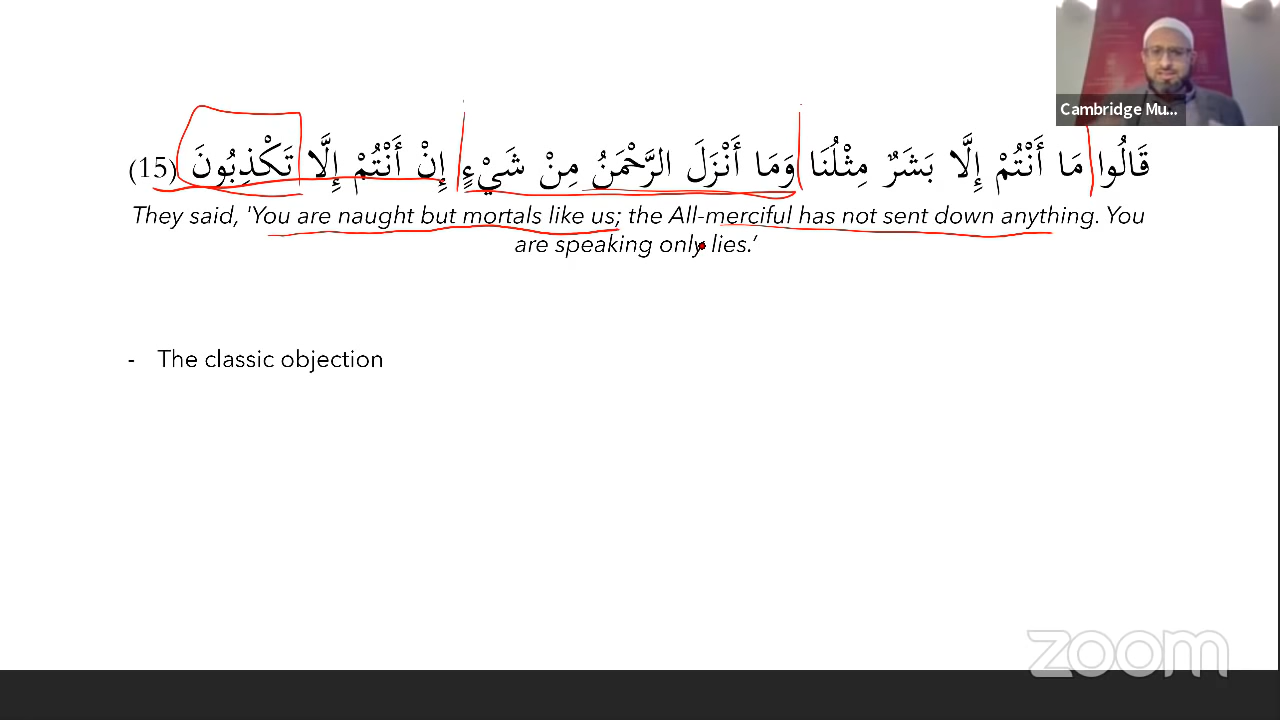 Cambridge Mu...
قَالُوا مَا أَنْتُمْ إِلَّا بَشَرٌ مِثْلُنَا وَمَا أَنْزَلَ الرَّحْمَنُ مِنْ شَيْءٍ إِنْ أَنْتُمْ إِلَّا تَكْذِبُونَ (15)
They said, 'You are naught but mortals like us; the All-merciful has not sent down anything. You
are speaking only lies.’
- The classic objection
zoom